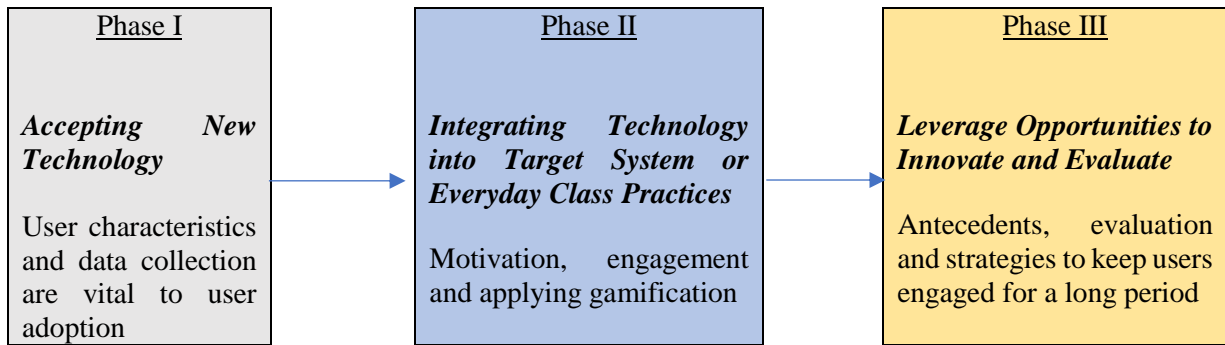 Phase I
Accepting New
Technology
User characteristics
and data collection
are vital to user
adoption
Phase II
Integrating Technology
into Target System or
Everyday Class Practices
Motivation, engagement
and applying gamification
Phase III
Leverage Opportunities to
Innovate and Evaluate
Antecedents, evaluation
and strategies to keep users
engaged for a long period